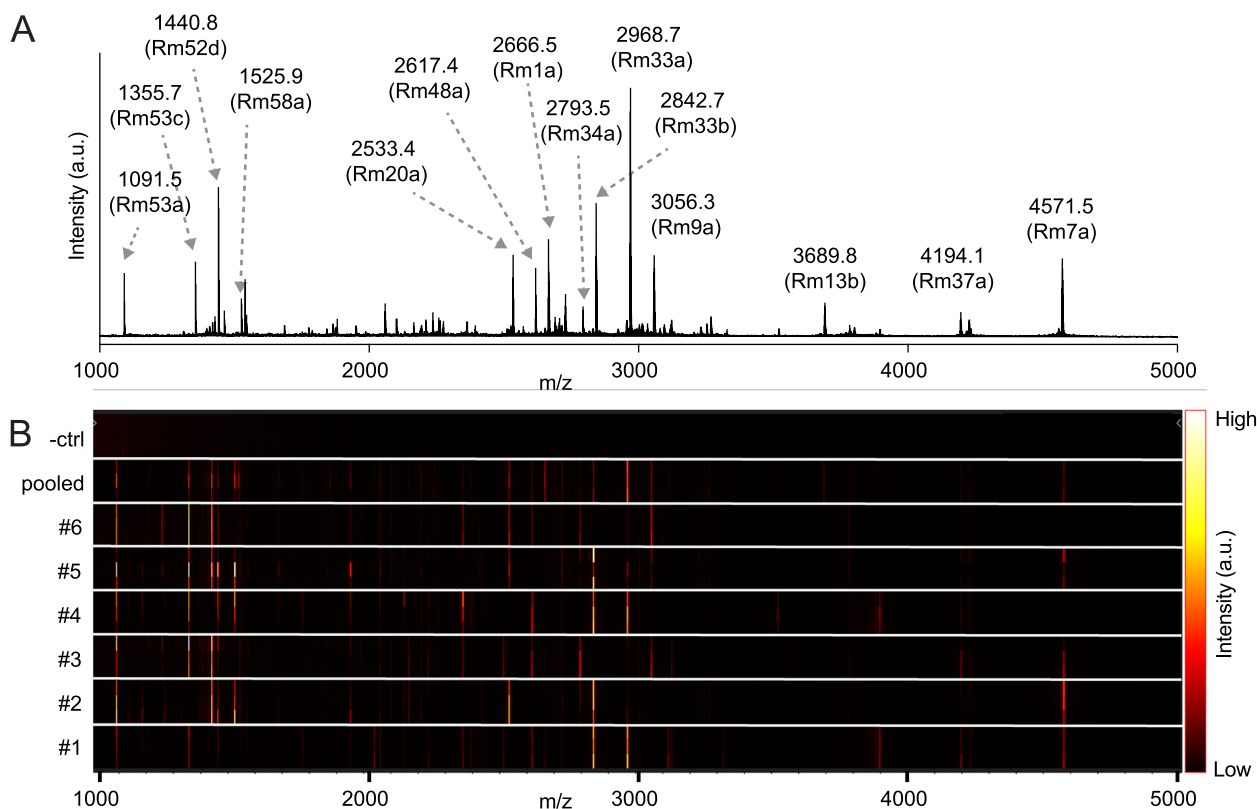 A
1440.8
(Rm52d)
1355.7
(Rm53c)
1525.9
(Rm58a)
1091.5
(Rm53a)
2533.4
(Rm20a)
2617.4
(Rm48a)
2666.5
(Rm1a)
2793.5
(Rm34a)
2968.7
(Rm33a)
2842.7
(Rm33b)
3056.3
(Rm9a)
3689.8
(Rm13b)
4194.1
(Rm37a)
4571.5
(Rm7a)
Intensity (a.u.)
1000 2000 3000 4000 5000
m/z
B
-ctrl
pooled
#6
#5
#4
#3
#2
#1
1000 2000 3000 4000 5000
m/z
High
Intensity (a.u.)
Low